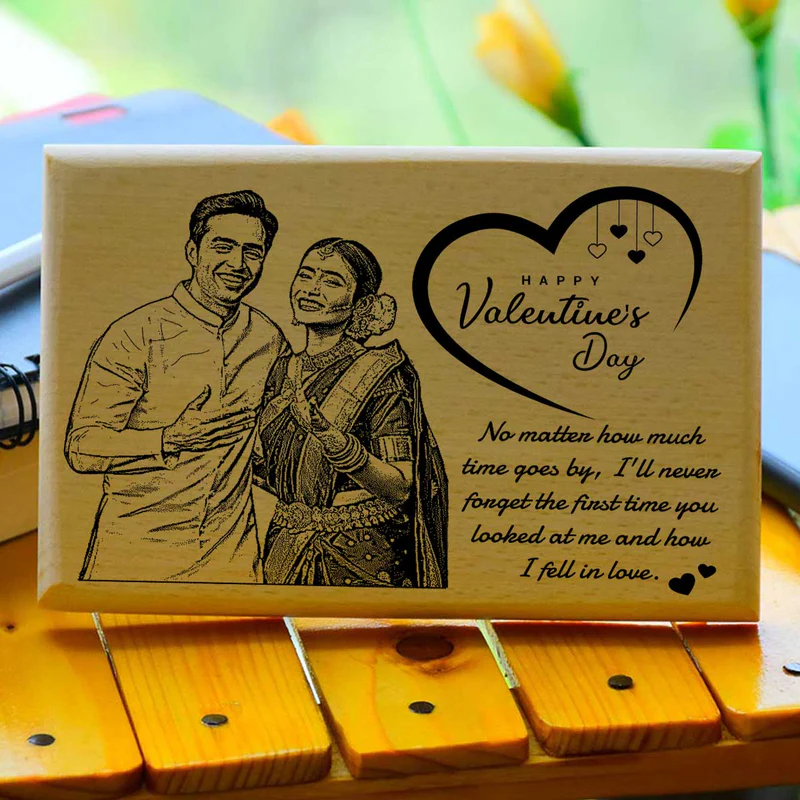 HAPPY
Valentine's
Day
No matter how much
time goes by, I'll never
forget the first time you
looked at me and how
I fell in love.